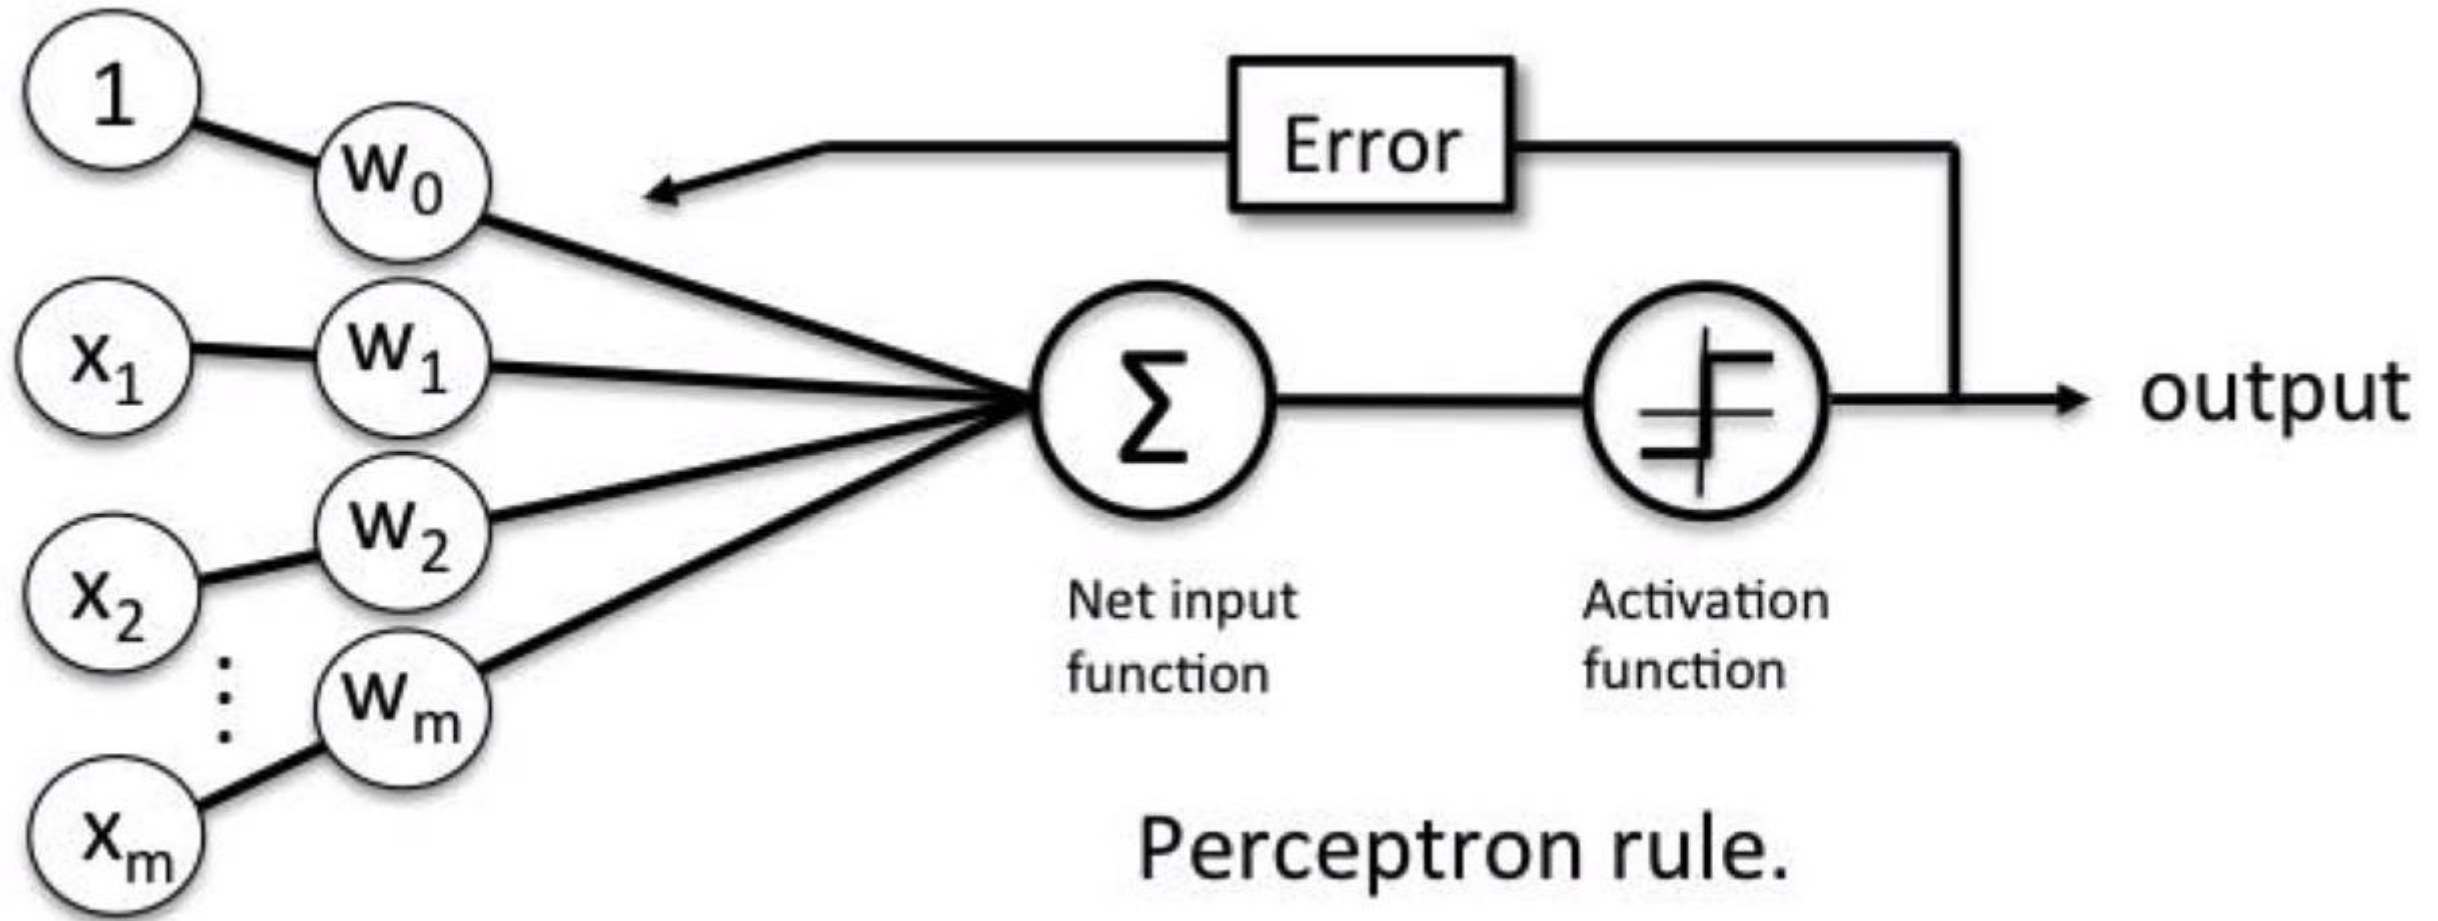 1
w₀
Error
x₁
w₁
Σ
output
x₂
w₂
⋮
wₘ
xₘ
Net input
function
Activation
function
Perceptron rule.